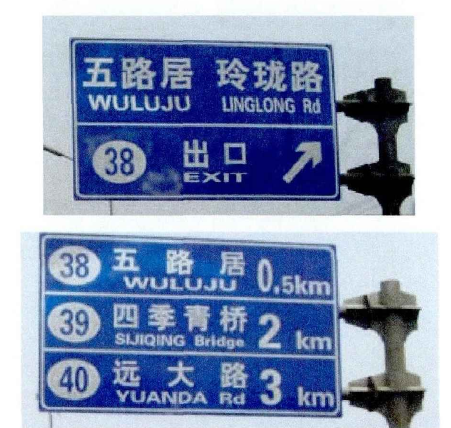 五路居 玲珑路
WULUJU LINGLONG Rd
38 出口
EXIT
38 五路居 0.5km
WULUJU
39 四季青桥 2 km
SIJIQING Bridge
40 远大路 3 km
YUANDA Rd